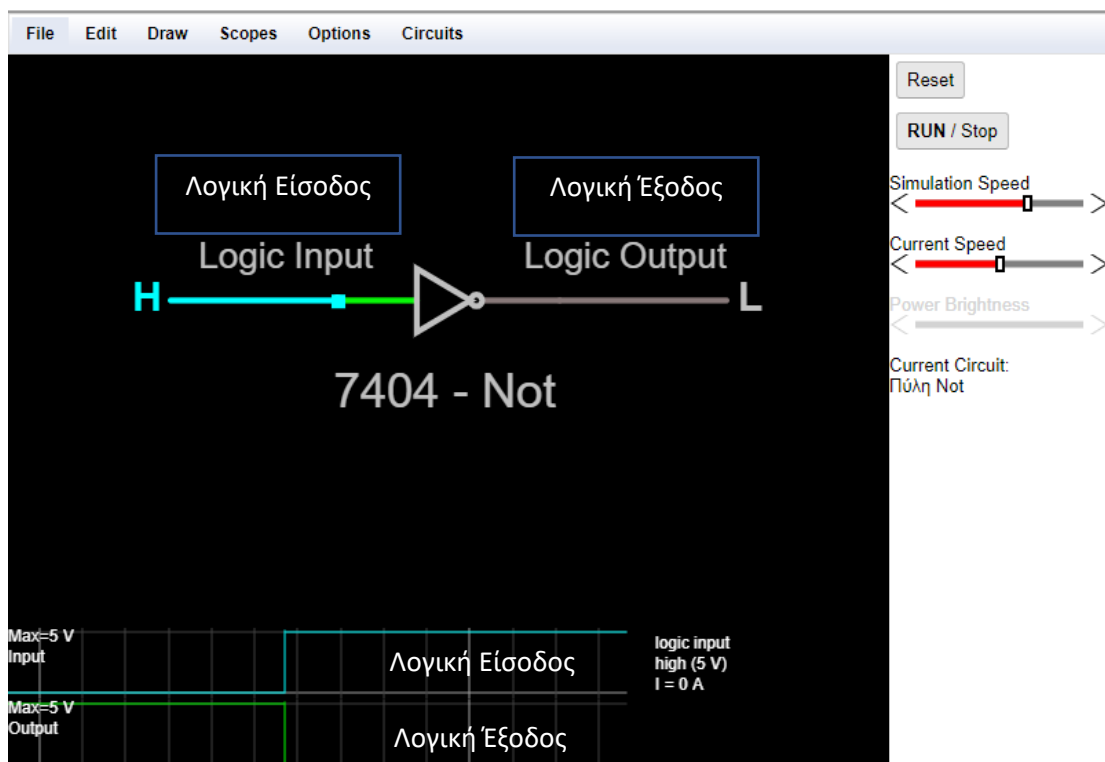 File Edit Draw Scopes Options Circuits
Reset
RUN / Stop
Simulation Speed
Current Speed
Power Brightness
Current Circuit:
Πύλη Not
Λογική Είσοδος
Λογική Έξοδος
Logic Input
Logic Output
H
L
7404 - Not
Max=5 V
Input
Λογική Είσοδος
logic input
high (5 V)
I = 0 A
Max=5 V
Output
Λογική Έξοδος